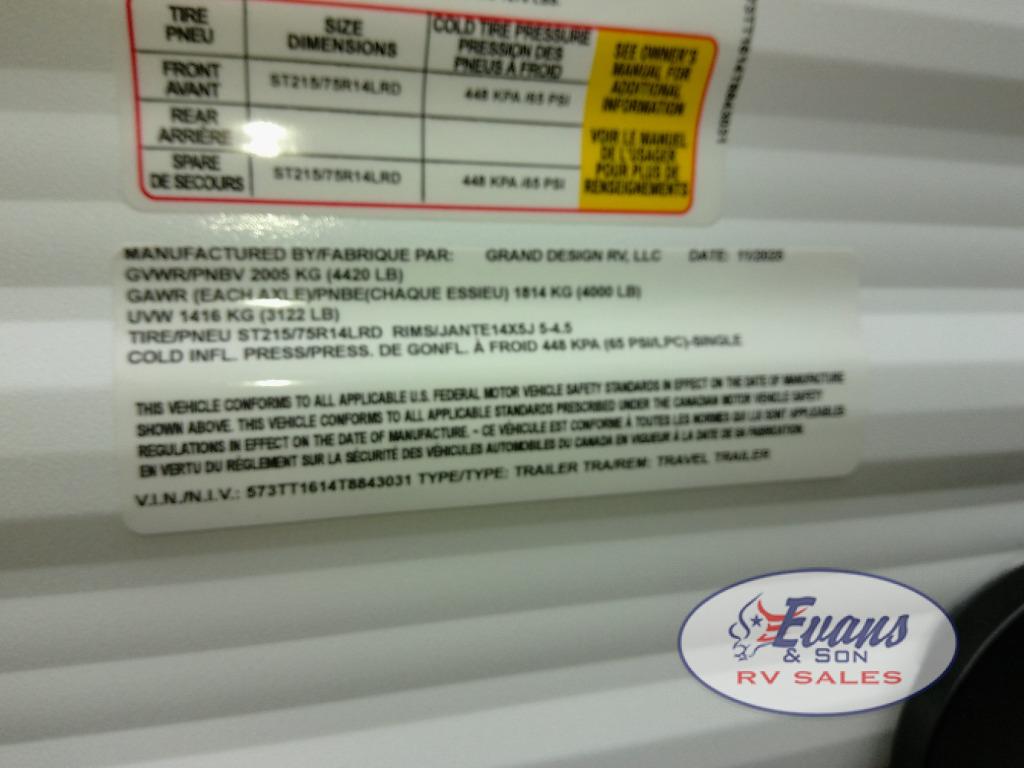 TIRE PNEU SIZE DIMENSIONS COLD TIRE PRESSURE PRESSION DES PNEUS À FROID
FRONT AVANT ST215/75R14LRD 448 KPA /65 PSI
REAR ARRIÈRE
SPARE DE SECOURS ST215/75R14LRD 448 KPA /65 PSI
SEE OWNER'S
MANUAL FOR
ADDITIONAL
INFORMATION
VOIR LE MANUEL
DE L'USAGER
POUR PLUS DE
RENSEIGNEMENTS
MANUFACTURED BY/FABRIQUE PAR: GRAND DESIGN RV, LLC DATE:
GVWR/PNBV 2005 KG (4420 LB)
GAWR (EACH AXLE)/PNBE(CHAQUE ESSIEU) 1814 KG (4000 LB)
UVW 1416 KG (3122 LB)
TIRE/PNEU ST215/75R14LRD RIMS/JANTE14X5J 5-4.5
COLD INFL. PRESS/PRESS. DE GONFL. À FROID 448 KPA (65 PSI/LPC)-SINGLE
THIS VEHICLE CONFORMS TO ALL APPLICABLE U.S. FEDERAL MOTOR VEHICLE SAFETY STANDARDS IN EFFECT ON THE DATE OF MANUFACTURE
SHOWN ABOVE. THIS VEHICLE CONFORMS TO ALL APPLICABLE STANDARDS PRESCRIBED UNDER THE CANADIAN MOTOR VEHICLE SAFETY
REGULATIONS IN EFFECT ON THE DATE OF MANUFACTURE. - CE VÉHICULE EST CONFORME À TOUTES LES NORMES QUI LUI SONT APPLICABLES
EN VERTU DU RÈGLEMENT SUR LA SÉCURITÉ DES VÉHICULES AUTOMOBILES DU CANADA EN VIGUEUR À LA DATE DE SA FABRICATION.
V.I.N./N.I.V.: 573TT1614T8843031 TYPE/TYPE: TRAILER TRA/REM: TRAVEL TRAILER
Evans
& SON
RV SALES